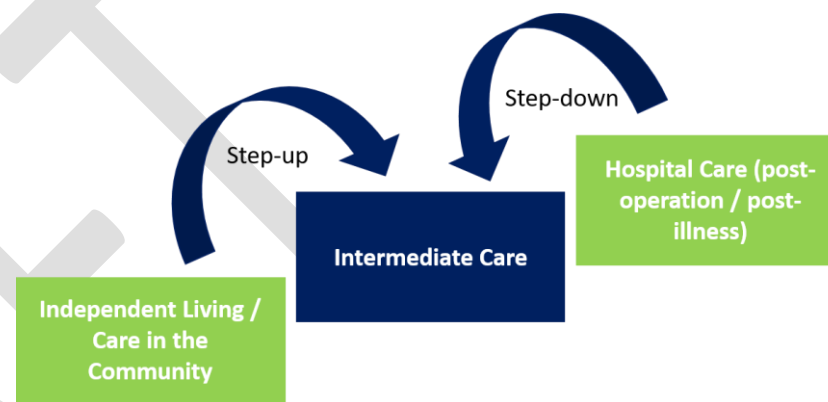 Step-down
Step-up
Hospital Care (post-
operation / post-
illness)
Intermediate Care
Independent Living /
Care in the
Community